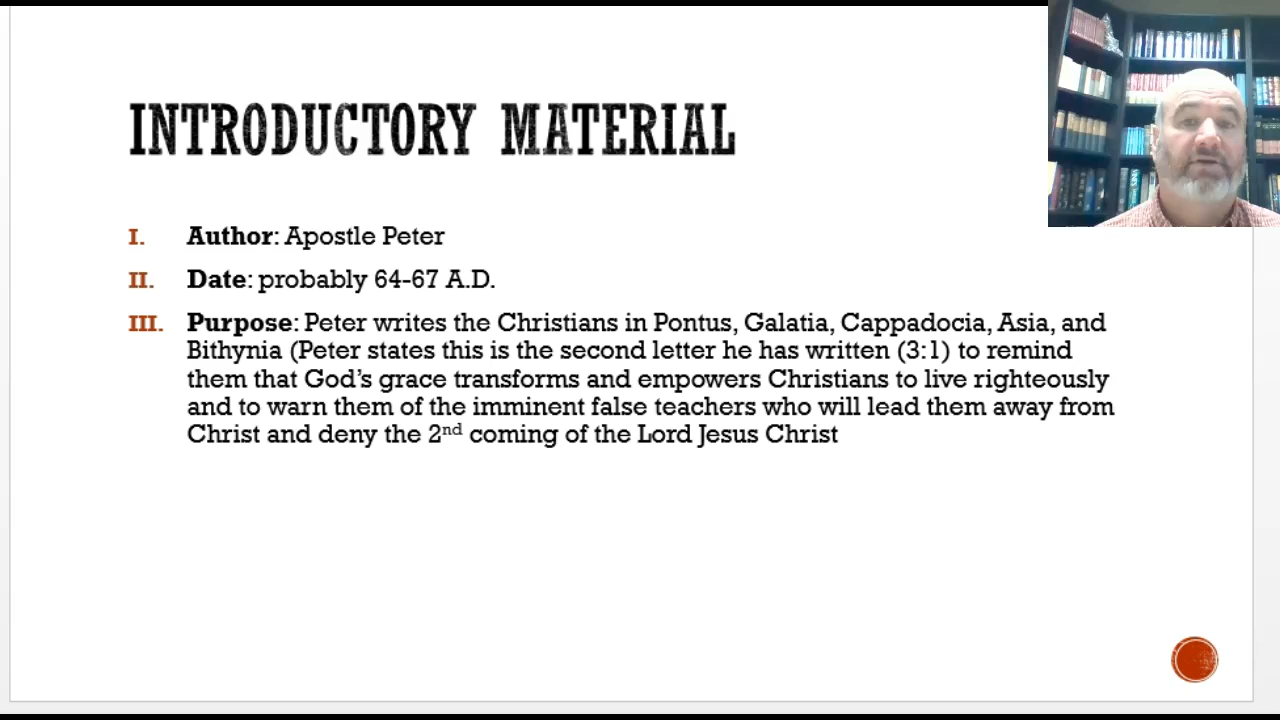 INTRODUCTORY MATERIAL
I. Author: Apostle Peter
II. Date: probably 64-67 A.D.
III. Purpose: Peter writes the Christians in Pontus, Galatia, Cappadocia, Asia, and
Bithynia (Peter states this is the second letter he has written (3:1) to remind
them that God’s grace transforms and empowers Christians to live righteously
and to warn them of the imminent false teachers who will lead them away from
Christ and deny the 2nd coming of the Lord Jesus Christ